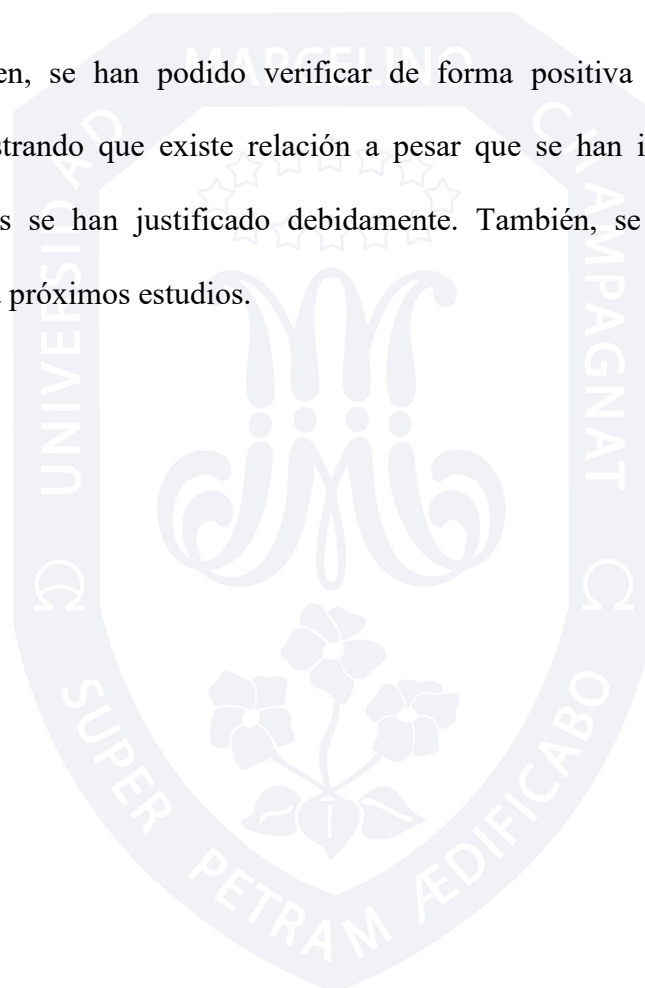 en, se han podido verificar de forma positiva
strando que existe relación a pesar que se han i
s se han justificado debidamente. También, se
próximos estudios.
UNIVERSIDAD
MARCELINO
CHAMPAGNAT
SUPER PETRAM ÆDIFICABO